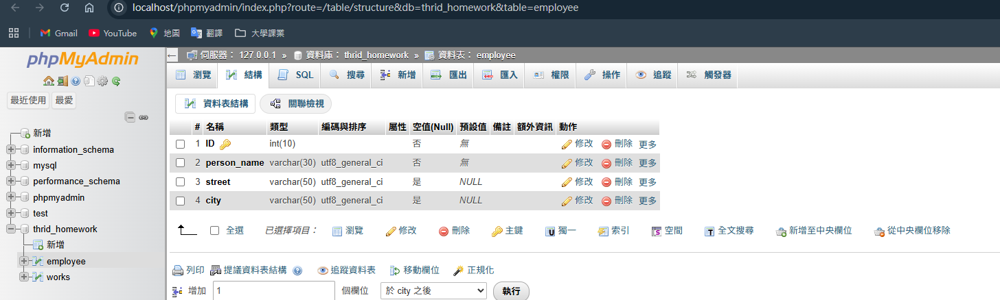 localhost/phpmyadmin/index.php?route=/table/structure&db=thrid_homework&table=employee
Gmail YouTube 地圖 翻譯 大學課業
phpMyAdmin
最近使用 最愛
新增
information_schema
mysql
performance_schema
phpmyadmin
test
thrid_homework
新增
employee
works
伺服器： 127.0.0.1 » 資料庫： thrid_homework » 資料表： employee
瀏覽 結構 SQL 搜尋 新增 匯出 匯入 權限 操作 追蹤 觸發器
資料表結構 關聯檢視
# 名稱 類型 編碼與排序 屬性 空值(Null) 預設值 備註 額外資訊 動作
1 ID int(10) 否 無 修改 刪除 更多
2 person_name varchar(30) utf8_general_ci 否 無 修改 刪除 更多
3 street varchar(50) utf8_general_ci 是 NULL 修改 刪除 更多
4 city varchar(50) utf8_general_ci 是 NULL 修改 刪除 更多
全選 已選擇項目： 瀏覽 修改 刪除 主鍵 獨一 索引 空間 全文搜尋 新增至中央欄位 從中央欄位移除
列印 提議資料表結構 追蹤資料表 移動欄位 正規化
增加 1 個欄位 於 city 之後 執行